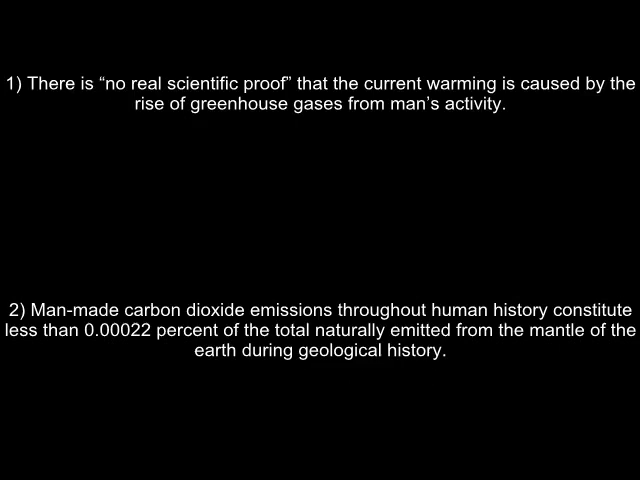 1) There is “no real scientific proof” that the current warming is caused by the
rise of greenhouse gases from man’s activity.
2) Man-made carbon dioxide emissions throughout human history constitute
less than 0.00022 percent of the total naturally emitted from the mantle of the
earth during geological history.